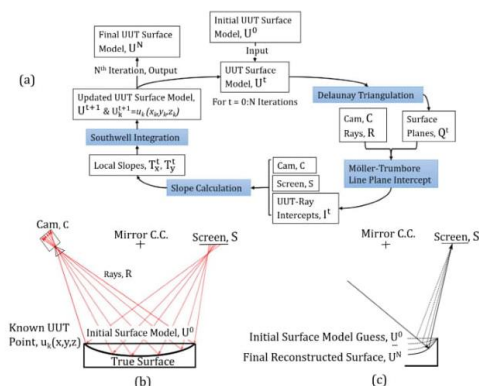 Final UUT Surface
Model, U^N
Initial UUT Surface
Model, U^0
Input
N^th Iteration, Output
(a)
UUT Surface
Model, U^t
For t = 0:N Iterations
Updated UUT Surface Model,
U^t+1 & U_k^t+1=u_k(x_k,y_k,z_k)
Southwell Integration
Local Slopes, T_x^t, T_y^t
Slope Calculation
Cam, C
Screen, S
UUT-Ray
Intercepts, I^t
Delaunay Triangulation
Cam, C
Rays, R
Surface
Planes, Q^t
Möller-Trumbore
Line Plane Intercept
Cam, C
Mirror C.C.
+
Screen, S
Rays, R
Known UUT
Point, u_k(x,y,z)
Initial Surface Model, U^0
True Surface
(b)
Mirror C.C.
+
Screen, S
Initial Surface Model Guess, U^0
Final Reconstructed Surface, U^N
(c)